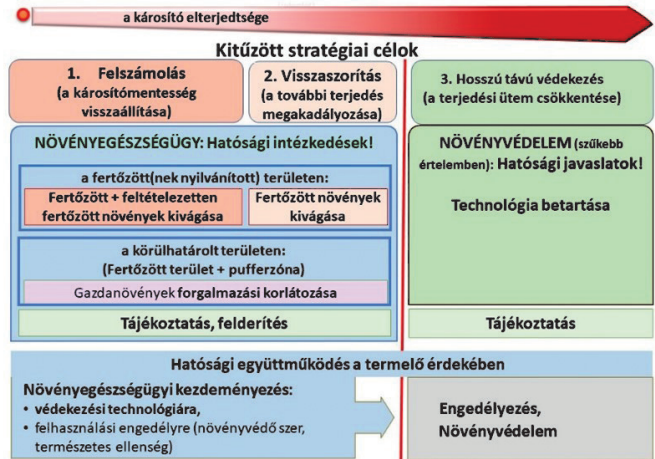 a károsító elterjedtsége
Kitűzött stratégiai célok
1. Felszámolás
(a károsítómentesség
visszaállítása)
2. Visszaszorítás
(a további terjedés
megakadályozása)
3. Hosszú távú védekezés
(a terjedési ütem csökkentése)
NÖVÉNYEGÉSZSÉGÜGY: Hatósági intézkedések!
a fertőzött(nek nyilvánított) területen:
Fertőzött + feltételezetten
fertőzött növények kivágása
Fertőzött növények
kivágása
a körülhatárolt területen:
(Fertőzött terület + pufferzóna)
Gazdanövények forgalmazási korlátozása
Tájékoztatás, felderítés
NÖVÉNYVÉDELEM (szűkebb
értelemben): Hatósági javaslatok!
Technológia betartása
Tájékoztatás
Hatósági együttműködés a termelő érdekében
Növényegészségügyi kezdeményezés:
• védekezési technológiára,
• felhasználási engedélyre (növényvédő szer,
természetes ellenség)
Engedélyezés,
Növényvédelem